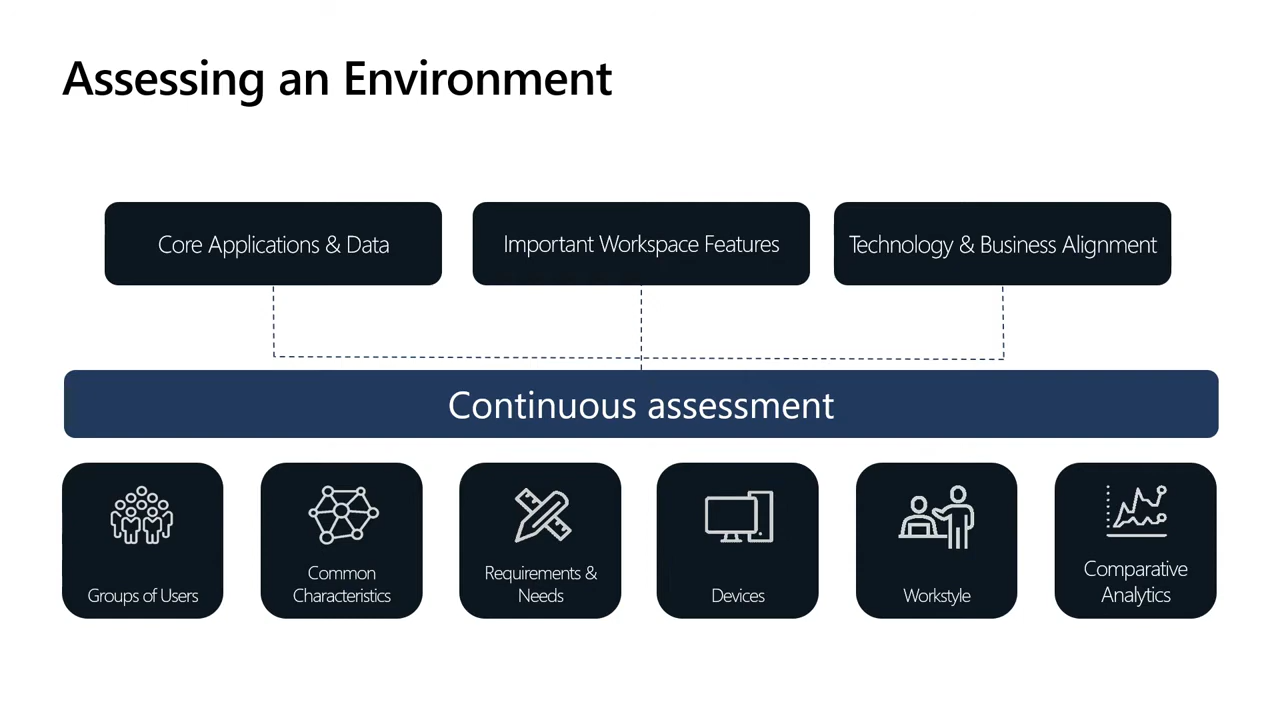 Assessing an Environment
Core Applications & Data
Important Workspace Features
Technology & Business Alignment
Continuous assessment
Groups of Users
Common
Characteristics
Requirements &
Needs
Devices
Workstyle
Comparative
Analytics